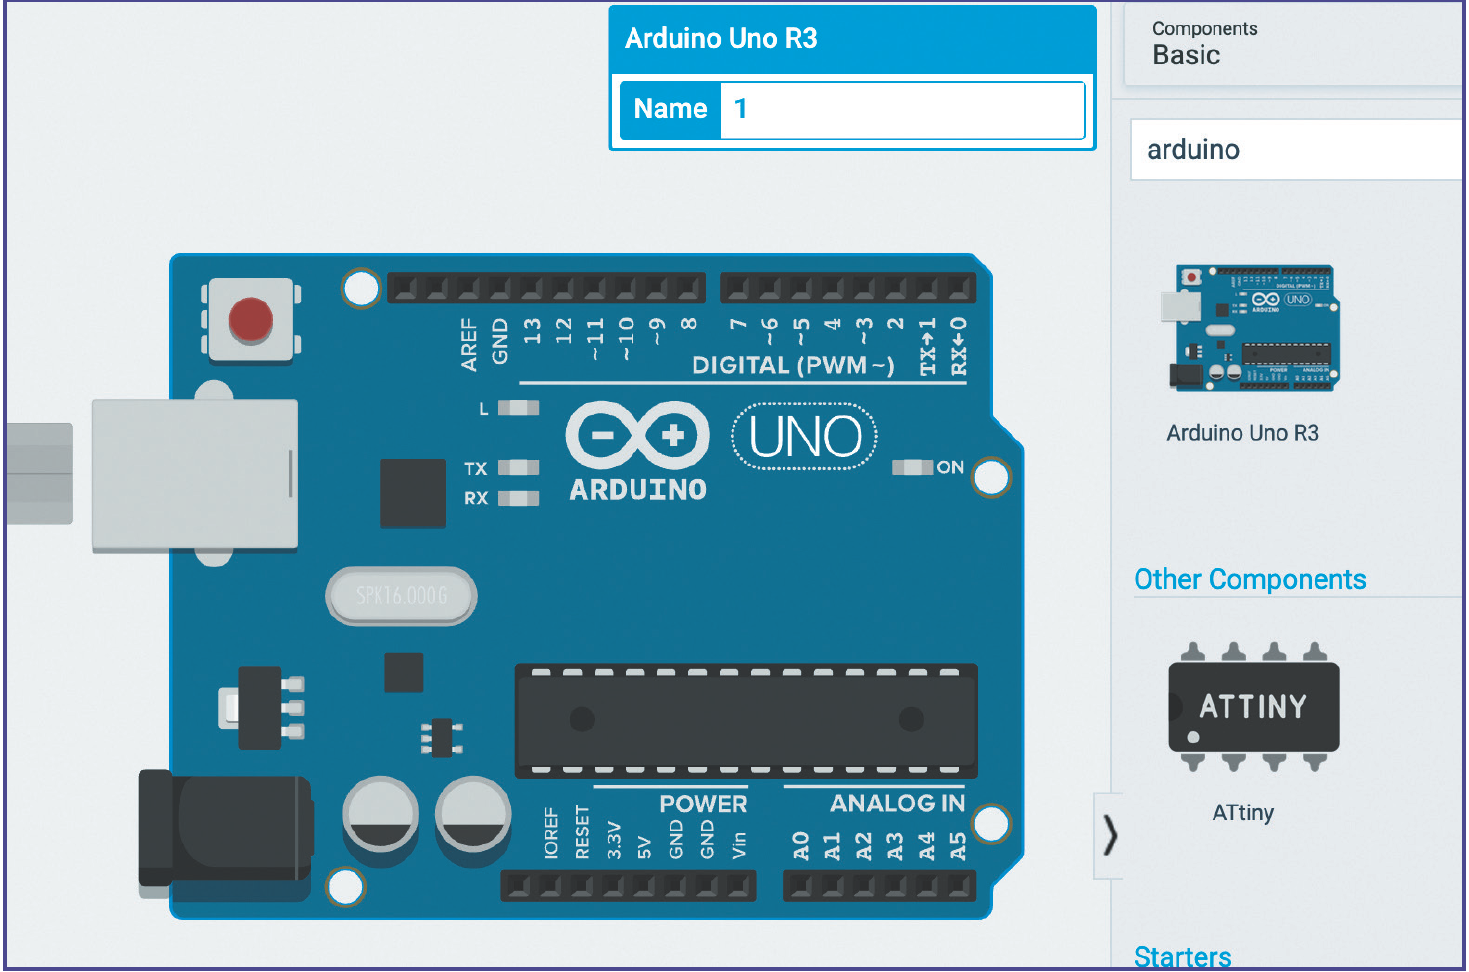 Arduino Uno R3
Name 1
Components
Basic
arduino
Arduino Uno R3
Other Components
ATTINY
ATtiny
Starters
AREF GND 13 12 ~11 ~10 ~9 8 7 ~6 ~5 4 ~3 2 TX→1 RX←0
DIGITAL (PWM ~)
L
TX
RX
ARDUINO
UNO
ON
SPK16.000G
POWER
ANALOG IN
IOREF RESET 3.3V 5V GND GND Vin A0 A1 A2 A3 A4 A5